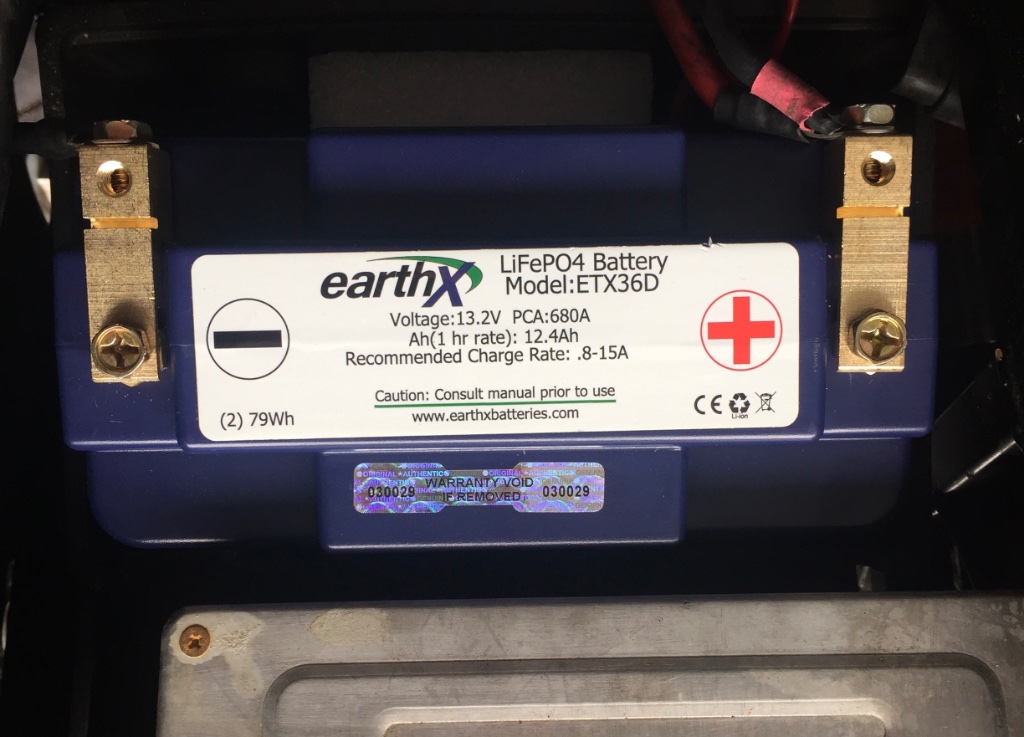 earthX
LiFePO4 Battery
Model:ETX36D
Voltage:13.2V PCA:680A
Ah(1 hr rate): 12.4Ah
Recommended Charge Rate: .8-15A
Caution: Consult manual prior to use
www.earthxbatteries.com
(2) 79Wh
CE
Li-ion
ORIGINAL AUTHENTIC
030029 WARRANTY VOID IF REMOVED 030029